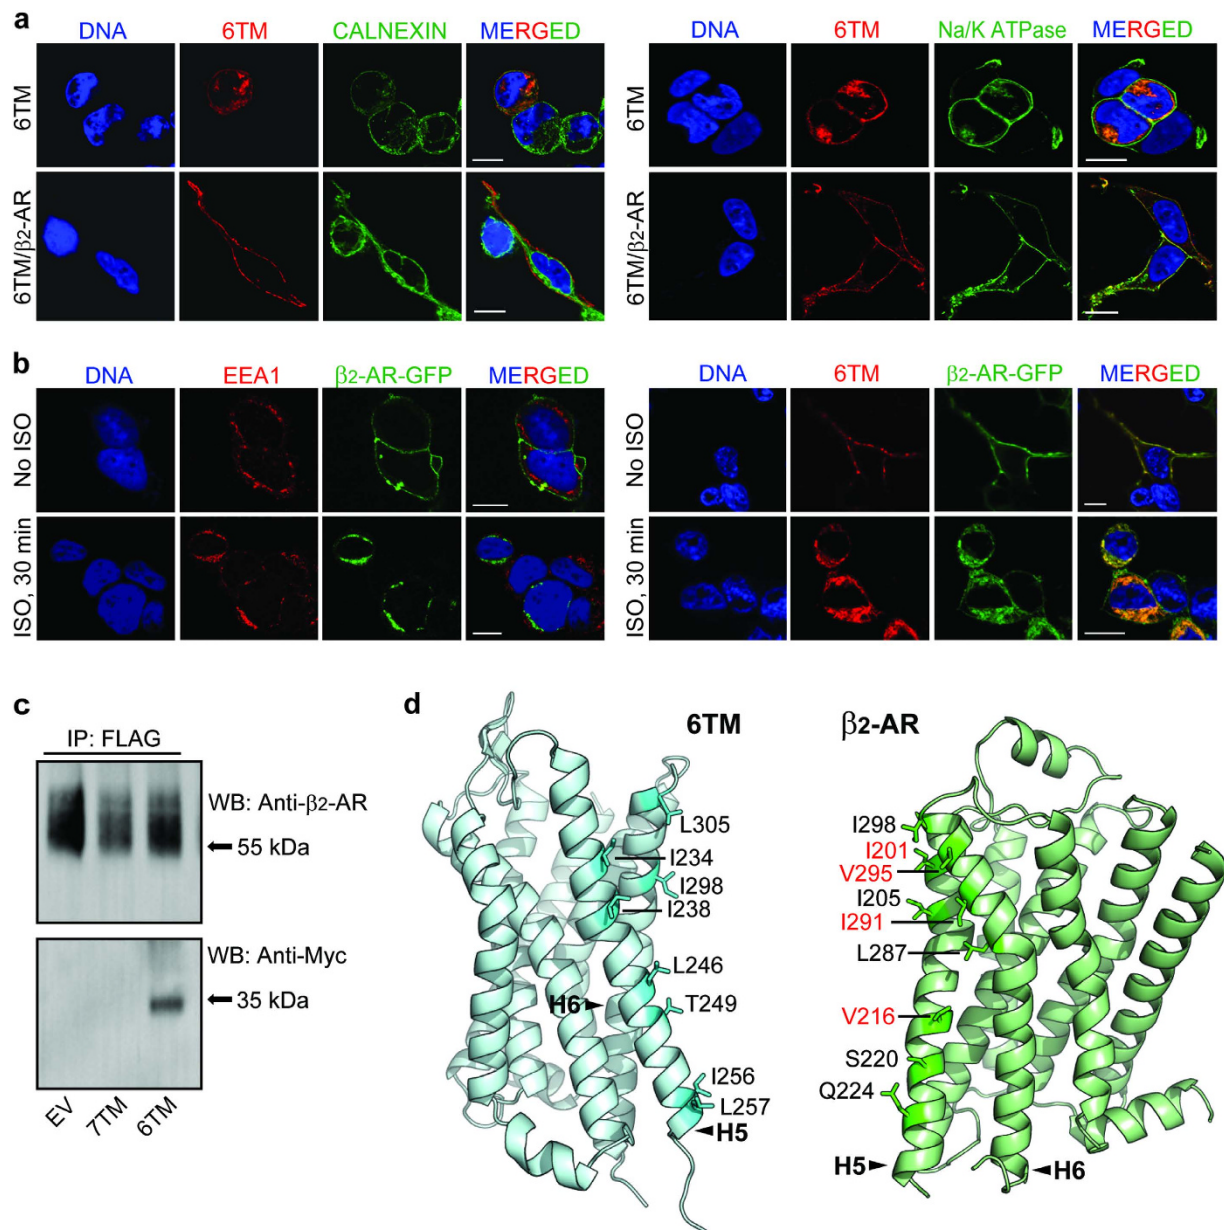 a
DNA 6TM CALNEXIN MERGED
DNA 6TM Na/K ATPase MERGED
6TM
6TM
6TM/β2-AR
6TM/β2-AR
b
DNA EEA1 β2-AR-GFP MERGED
DNA 6TM β2-AR-GFP MERGED
No ISO
No ISO
ISO, 30 min
ISO, 30 min
c
IP: FLAG
WB: Anti-β2-AR
55 kDa
WB: Anti-Myc
35 kDa
EV 7TM 6TM
d
6TM
L305
I234
I298
I238
L246
H6
T249
I256
L257
H5
β2-AR
I298
I201
V295
I205
I291
L287
V216
S220
Q224
H5
H6